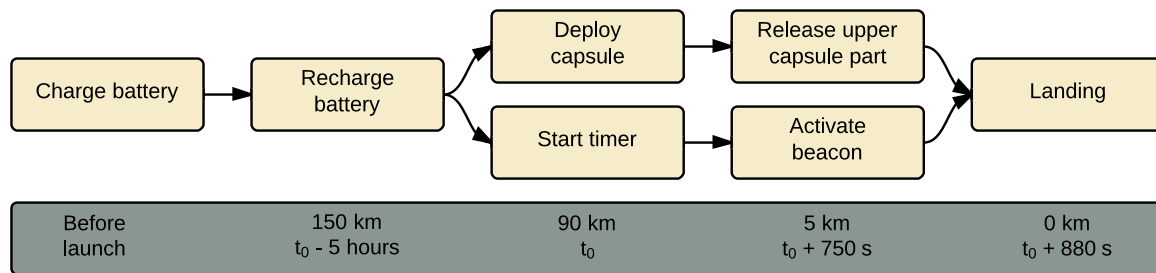 Charge battery
Recharge
battery
Deploy
capsule
Release upper
capsule part
Start timer
Activate
beacon
Landing
Before
launch
150 km
t₀ - 5 hours
90 km
t₀
5 km
t₀ + 750 s
0 km
t₀ + 880 s